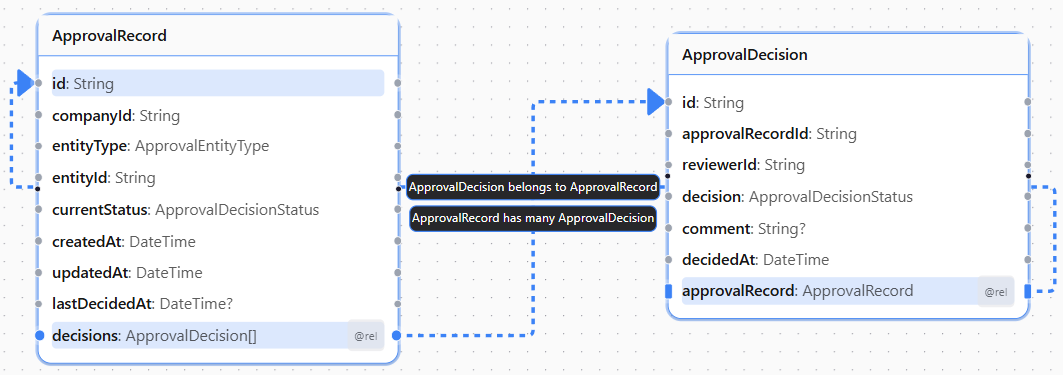 ApprovalRecord
id: String
companyId: String
entityType: ApprovalEntityType
entityId: String
currentStatus: ApprovalDecisionStatus
createdAt: DateTime
updatedAt: DateTime
lastDecidedAt: DateTime?
decisions: ApprovalDecision[] @rel
ApprovalDecision belongs to ApprovalRecord
ApprovalRecord has many ApprovalDecision
ApprovalDecision
id: String
approvalRecordId: String
reviewerId: String
decision: ApprovalDecisionStatus
comment: String?
decidedAt: DateTime
approvalRecord: ApprovalRecord @rel